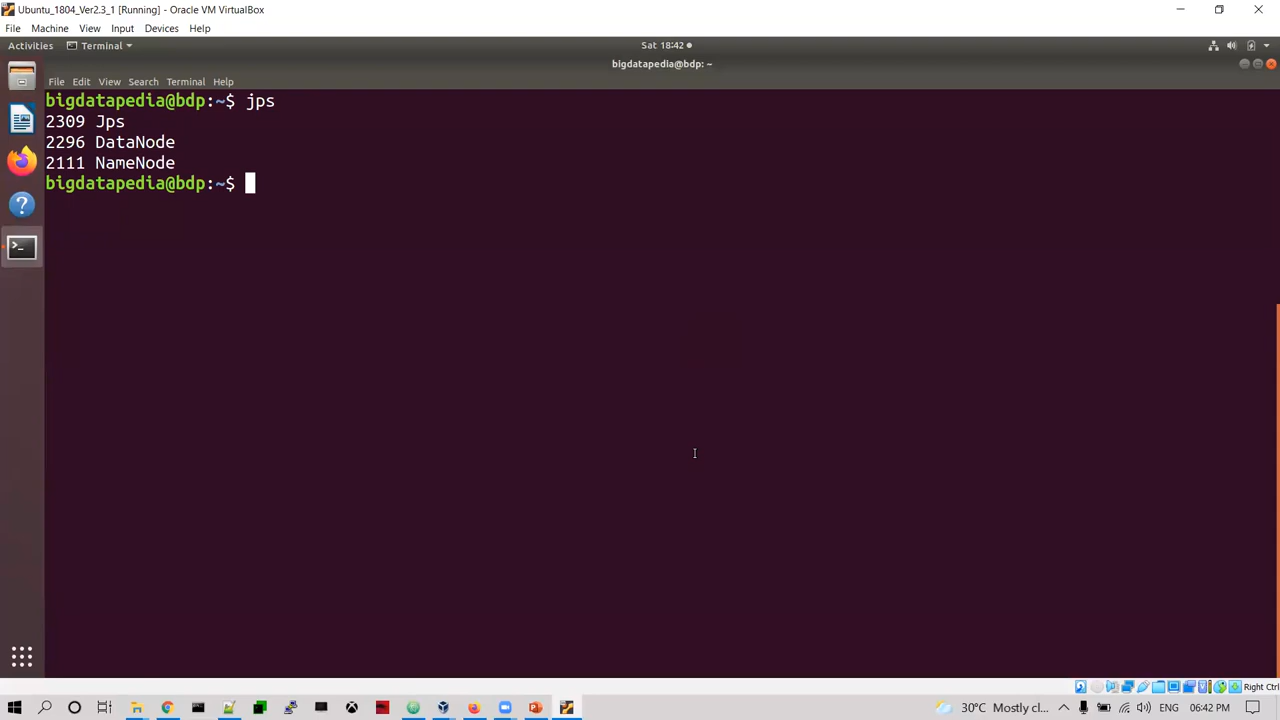 Ubuntu_1804_Ver2.3_1 [Running] - Oracle VM VirtualBox
File Machine View Input Devices Help
Activities Terminal Sat 18:42
bigdatapedia@bdp: ~
File Edit View Search Terminal Help
bigdatapedia@bdp:~$ jps
2309 Jps
2296 DataNode
2111 NameNode
bigdatapedia@bdp:~$
Right Ctrl
30°C Mostly cl... ENG 06:42 PM